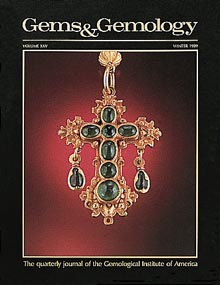 Gems&Gemology
VOLUME XXV
WINTER 1989
The quarterly journal of the Gemological Institute of America